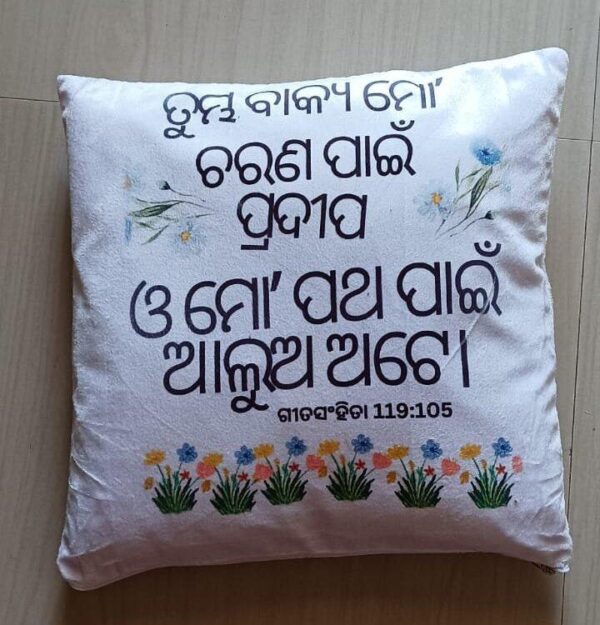 ତୁମ୍ଭ ବାକ୍ୟ ମୋ’
ଚରଣ ପାଇଁ
ପ୍ରଦୀପ
ଓ ମୋ’ ପଥ ପାଇଁ
ଆଲୁଅ ଅଟେ।
ଗୀତସଂହିତା 119:105